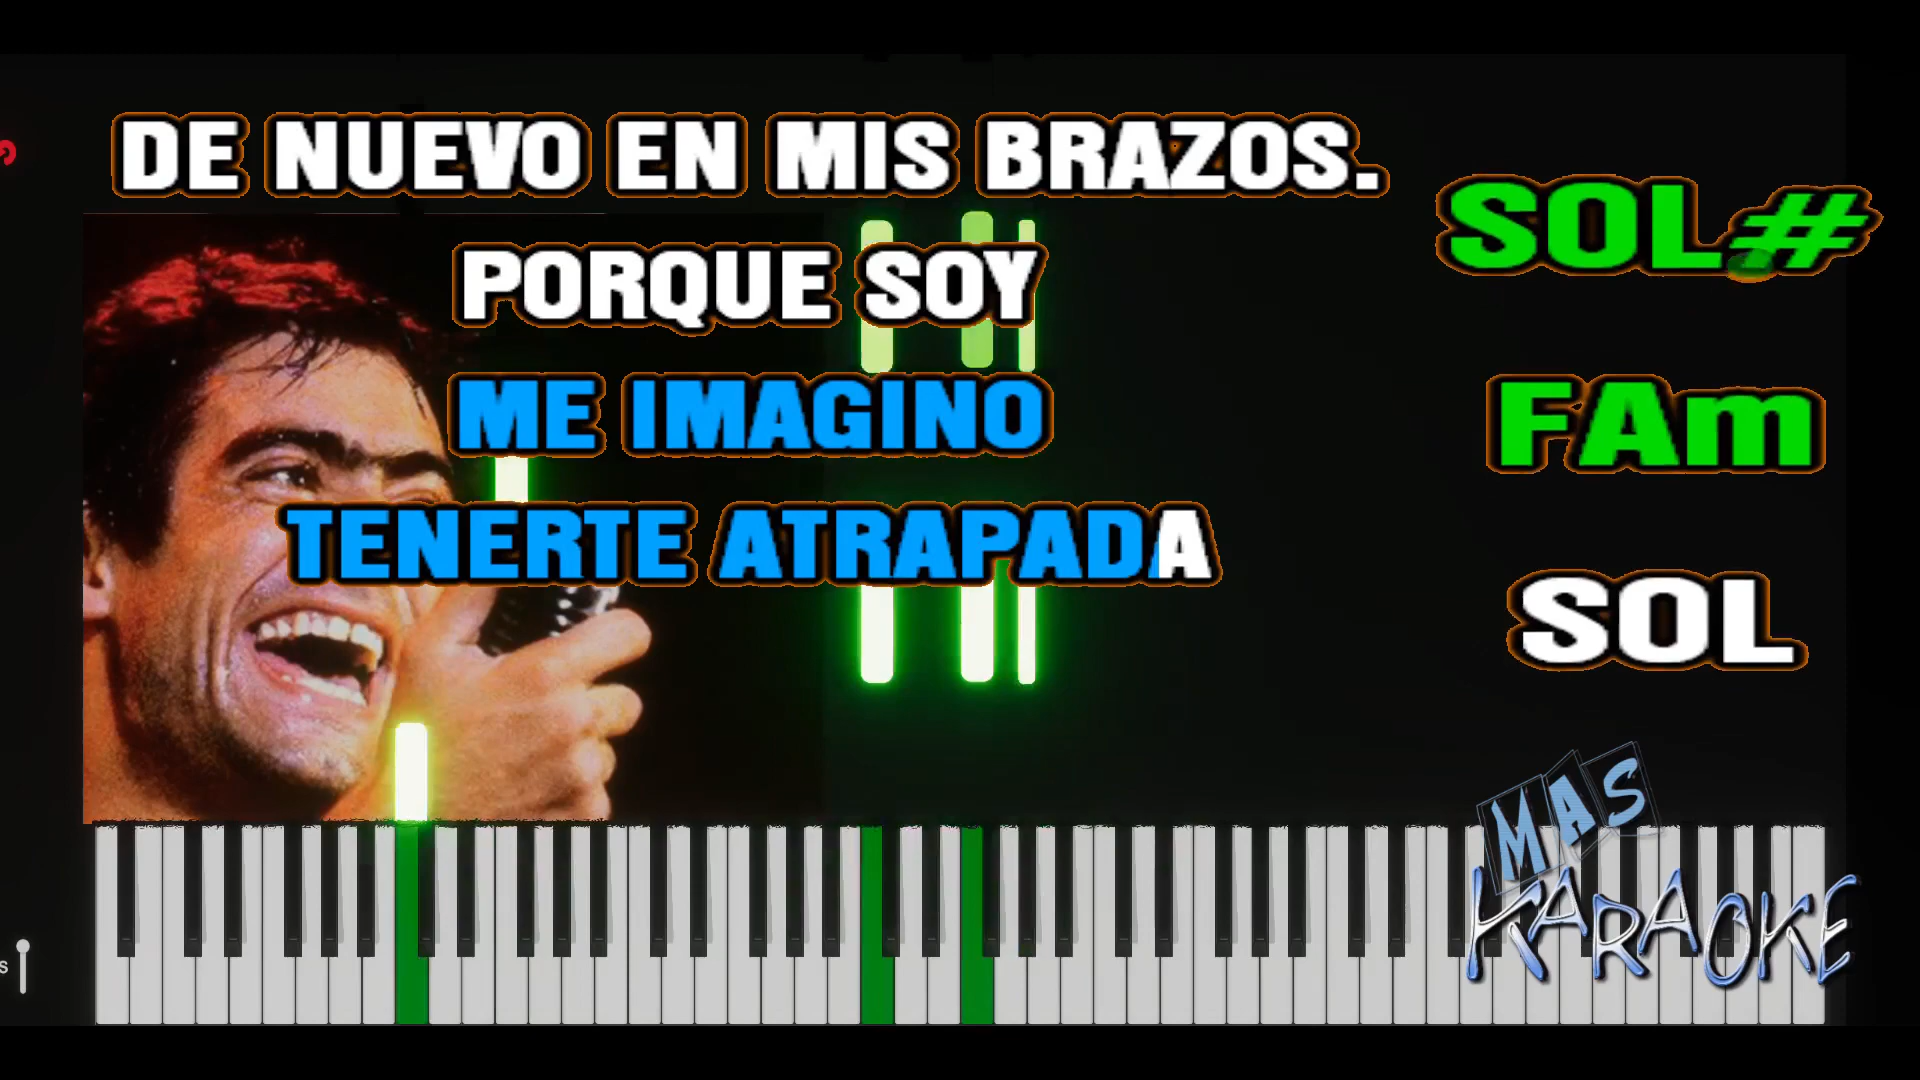 DE NUEVO EN MIS BRAZOS.
PORQUE SOY
ME IMAGINO
TENERTE ATRAPADA
SOL#
FAm
SOL
MAS
KARAOKE